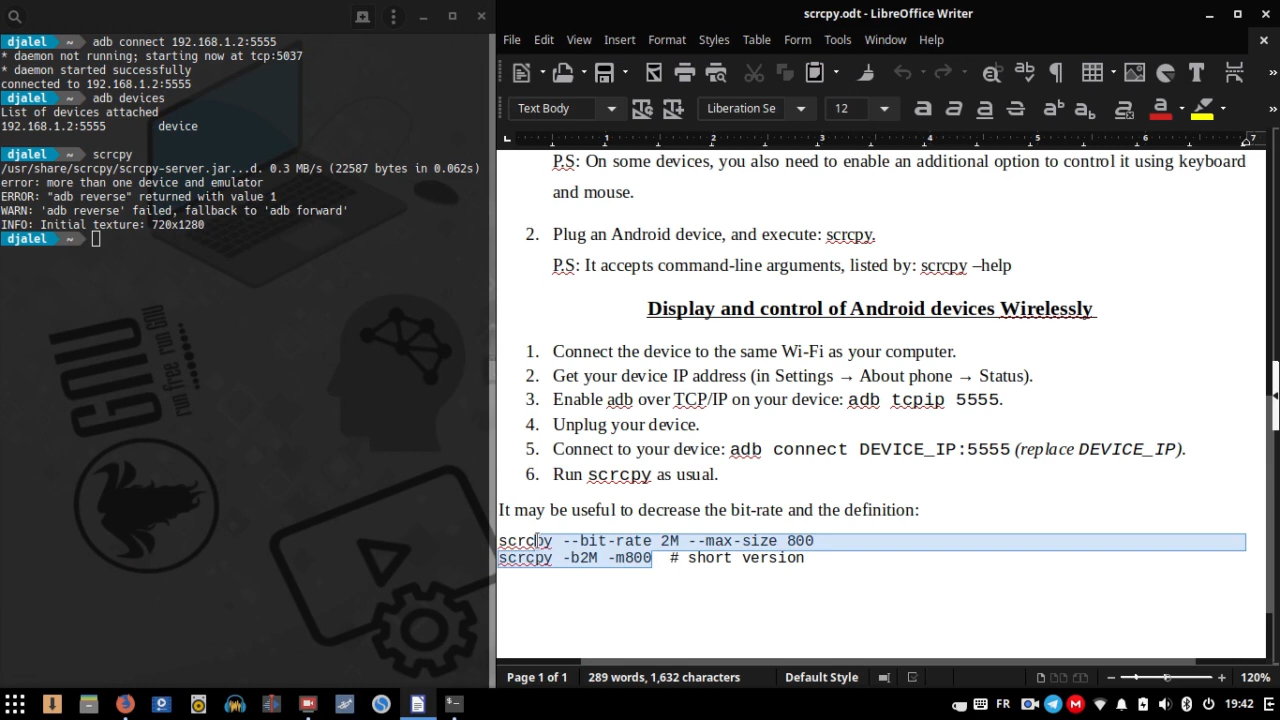 djalel ~ adb connect 192.168.1.2:5555
* daemon not running; starting now at tcp:5037
* daemon started successfully
connected to 192.168.1.2:5555
djalel ~ adb devices
List of devices attached
192.168.1.2:5555 device
djalel ~ scrcpy
/usr/share/scrcpy/scrcpy-server.jar...d. 0.3 MB/s (22587 bytes in 0.062s)
error: more than one device and emulator
ERROR: "adb reverse" returned with value 1
WARN: 'adb reverse' failed, fallback to 'adb forward'
INFO: Initial texture: 720x1280
djalel ~
GNU
run free run GNU
scrcpy.odt - LibreOffice Writer
File Edit View Insert Format Styles Table Form Tools Window Help
Text Body Liberation Se 12
1 2 3 4 5 6 7
P.S: On some devices, you also need to enable an additional option to control it using keyboard
and mouse.
2. Plug an Android device, and execute: scrcpy.
P.S: It accepts command-line arguments, listed by: scrcpy –help
Display and control of Android devices Wirelessly
1. Connect the device to the same Wi-Fi as your computer.
2. Get your device IP address (in Settings → About phone → Status).
3. Enable adb over TCP/IP on your device: adb tcpip 5555.
4. Unplug your device.
5. Connect to your device: adb connect DEVICE_IP:5555 (replace DEVICE_IP).
6. Run scrcpy as usual.
It may be useful to decrease the bit-rate and the definition:
scrcpy --bit-rate 2M --max-size 800
scrcpy -b2M -m800 # short version
Page 1 of 1 289 words, 1,632 characters Default Style 120%
FR 19:42